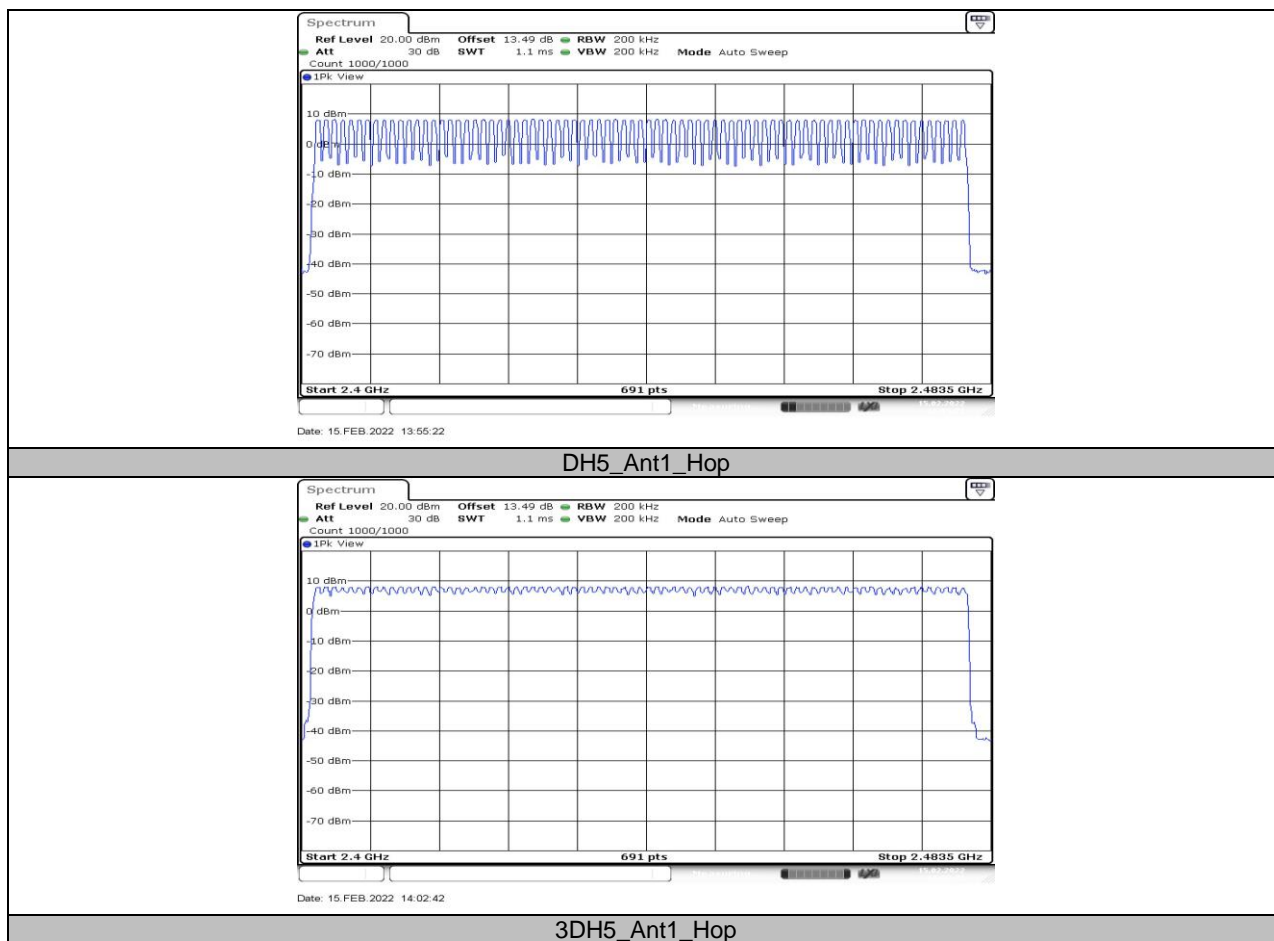 Spectrum
Ref Level 20.00 dBm Offset 13.49 dB RBW 200 kHz
Att 30 dB SWT 1.1 ms VBW 200 kHz Mode Auto Sweep
Count 1000/1000
1Pk View
10 dBm
0 dBm
-10 dBm
-20 dBm
-30 dBm
-40 dBm
-50 dBm
-60 dBm
-70 dBm
Start 2.4 GHz 691 pts Stop 2.4835 GHz
Date: 15.FEB.2022 13:55:22
DH5_Ant1_Hop
Spectrum
Ref Level 20.00 dBm Offset 13.49 dB RBW 200 kHz
Att 30 dB SWT 1.1 ms VBW 200 kHz Mode Auto Sweep
Count 1000/1000
1Pk View
10 dBm
0 dBm
-10 dBm
-20 dBm
-30 dBm
-40 dBm
-50 dBm
-60 dBm
-70 dBm
Start 2.4 GHz 691 pts Stop 2.4835 GHz
Date: 15.FEB.2022 14:02:42
3DH5_Ant1_Hop